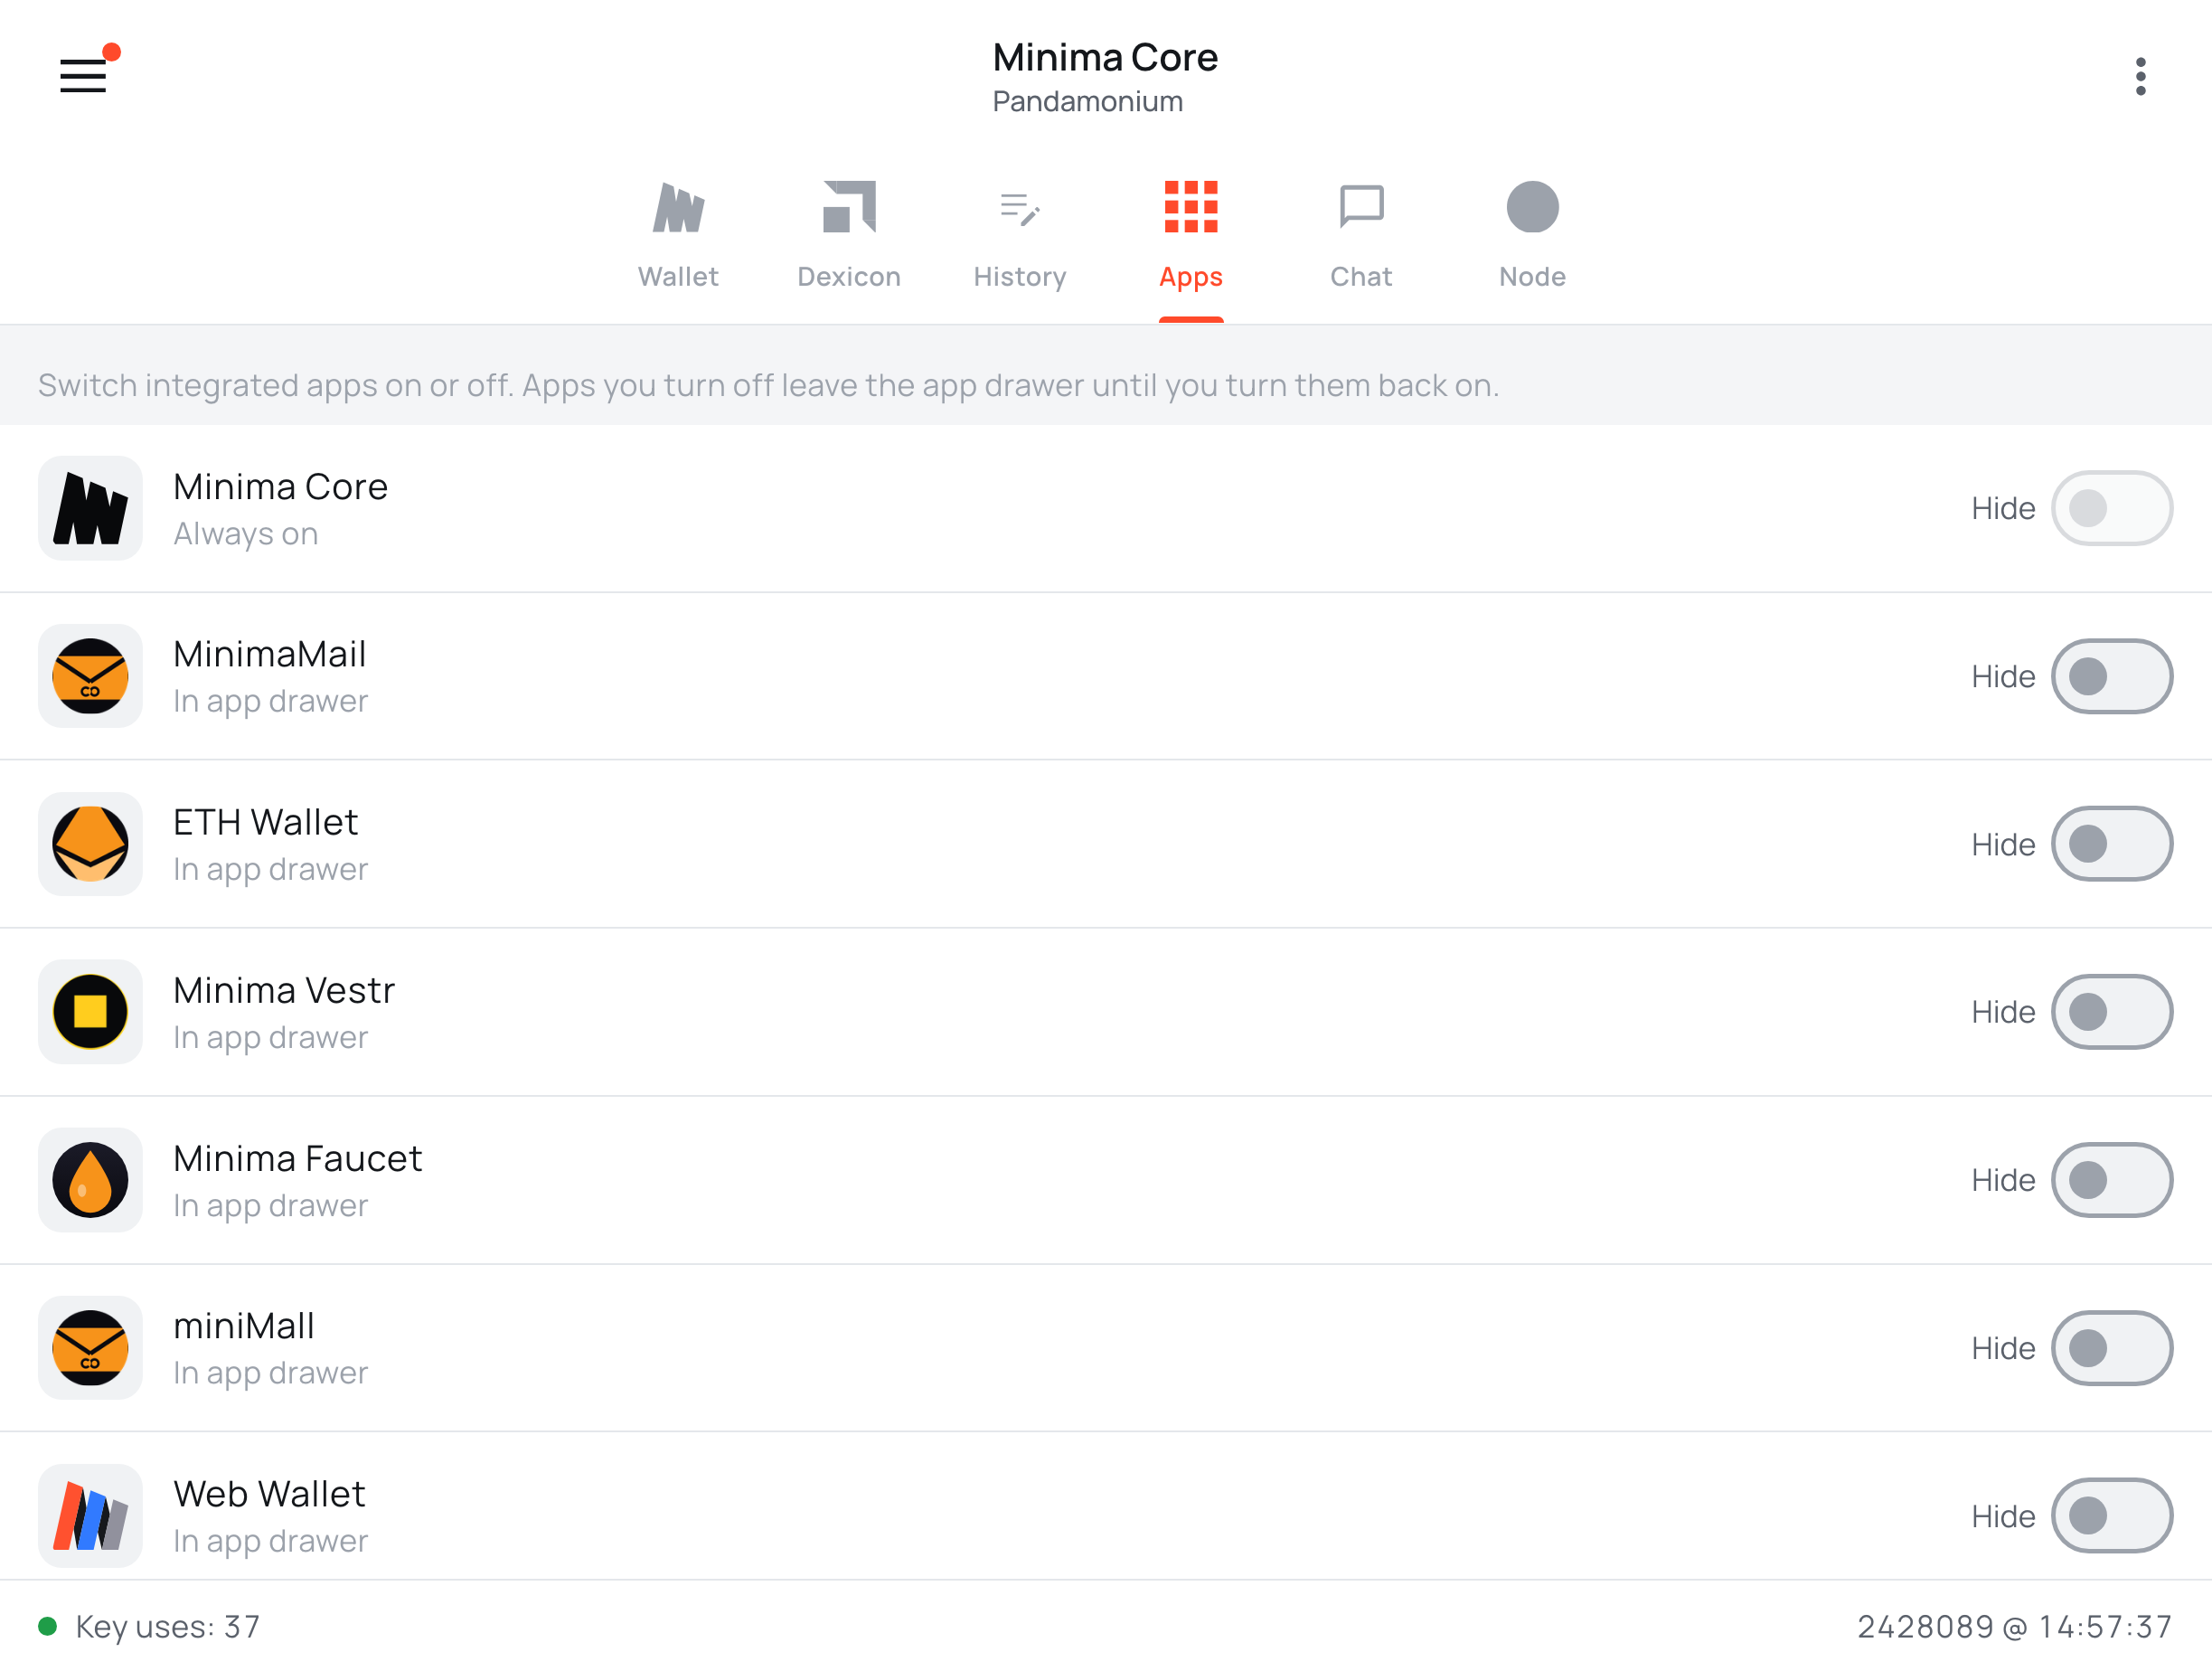 Minima Core
Pandamonium
Wallet
Dexicon
History
Apps
Chat
Node
Switch integrated apps on or off. Apps you turn off leave the app drawer until you turn them back on.
Minima Core
Always on
Hide
MinimaMail
In app drawer
Hide
ETH Wallet
In app drawer
Hide
Minima Vestr
In app drawer
Hide
Minima Faucet
In app drawer
Hide
miniMall
In app drawer
Hide
Web Wallet
In app drawer
Hide
Key uses: 37
2428089 @ 14:57:37